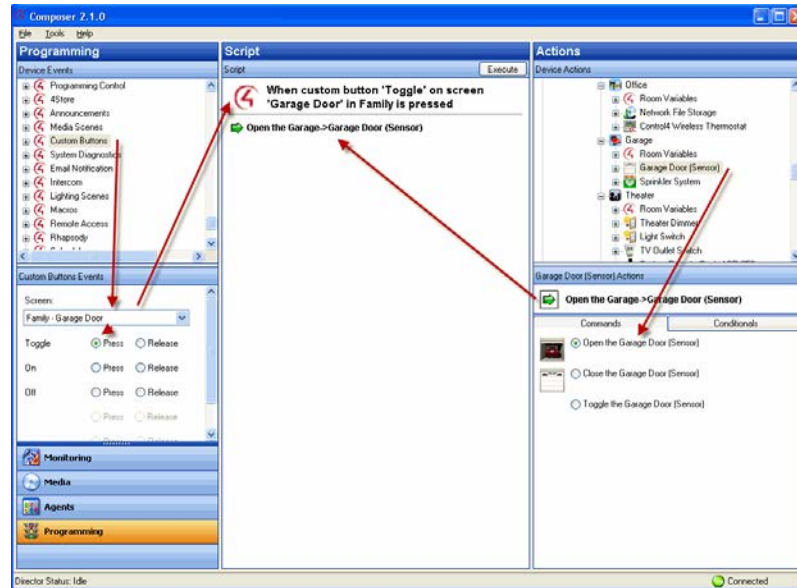 Composer 2.1.0
File Tools Help
Programming
Device Events
Programming Control
4Store
Announcements
Media Scenes
Custom Buttons
System Diagnostics
Email Notification
Intercom
Lighting Scenes
Macros
Remote Access
Rhapsody
Custom Buttons Events
Screen:
Family - Garage Door
Toggle Press Release
On Press Release
Off Press Release
Press Release
Monitoring
Media
Agents
Programming
Director Status: Idle
Script
Script Execute
When custom button 'Toggle' on screen
'Garage Door' in Family is pressed
Open the Garage->Garage Door (Sensor)
Actions
Device Actions
Office
Room Variables
Network File Storage
Control4 Wireless Thermostat
Garage
Room Variables
Garage Door (Sensor)
Sprinkler System
Theater
Room Variables
Theater Dimmer
Light Switch
TV Outlet Switch
Garage Door (Sensor) Actions
Open the Garage->Garage Door (Sensor)
Commands Conditionals
Open the Garage Door (Sensor)
Close the Garage Door (Sensor)
Toggle the Garage Door (Sensor)
Connected